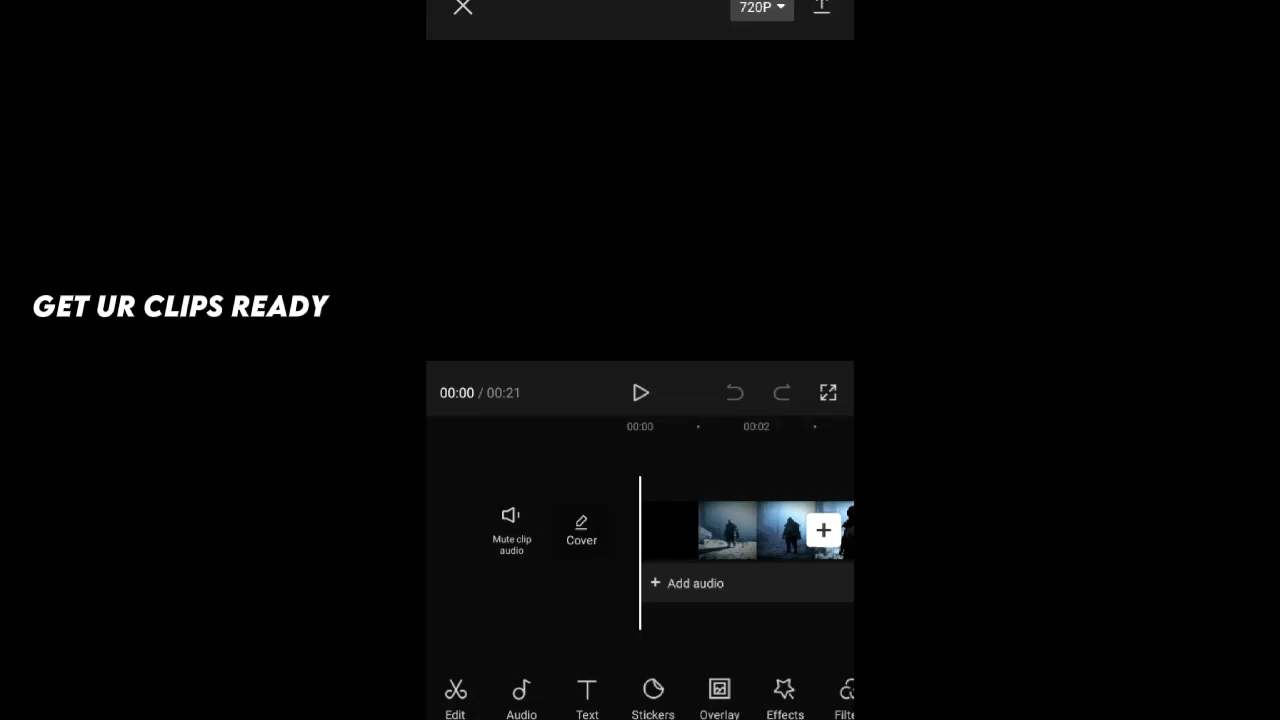 720P
GET UR CLIPS READY
00:00 / 00:21
00:00
00:02
Mute clip
audio
Cover
+ Add audio
Edit
Audio
Text
Stickers
Overlay
Effects
Filte